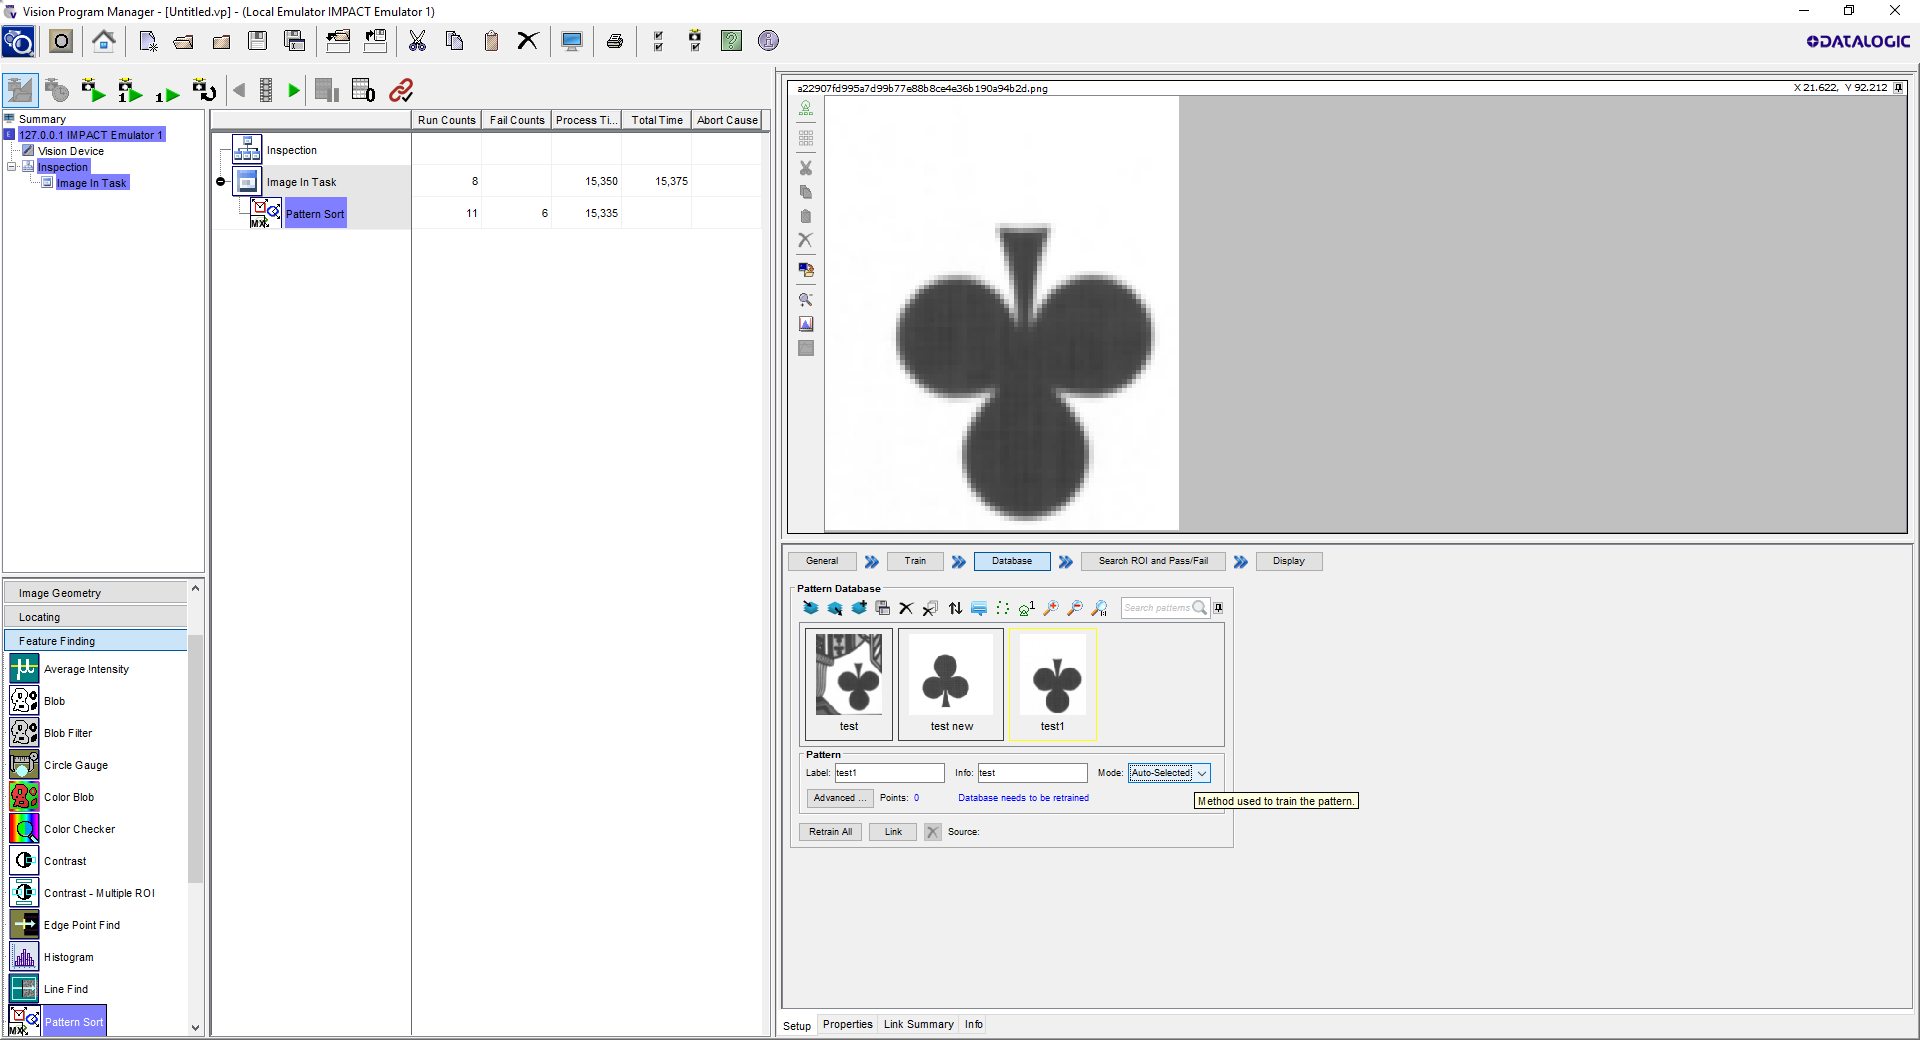 Vision Program Manager - [Untitled.vp] - (Local Emulator IMPACT Emulator 1)
DATALOGIC
Summary
127.0.0.1 IMPACT Emulator 1
Vision Device
Inspection
Image In Task
Run Counts Fail Counts Process Ti... Total Time Abort Cause
Inspection
Image In Task 8 15,350 15,375
Pattern Sort 11 6 15,335
a22907fd995a7d99b77e88b8ce4e36b190a94b2d.png
X 21.622, Y 92.212
Image Geometry
Locating
Feature Finding
Average Intensity
Blob
Blob Filter
Circle Gauge
Color Blob
Color Checker
Contrast
Contrast - Multiple ROI
Edge Point Find
Histogram
Line Find
Pattern Sort
General Train Database Search ROI and Pass/Fail Display
Pattern Database
Search patterns
test test new test1
Pattern
Label: test1 Info: test Mode: Auto-Selected
Advanced ... Points: 0 Database needs to be retrained
Method used to train the pattern.
Retrain All Link Source:
Setup Properties Link Summary Info